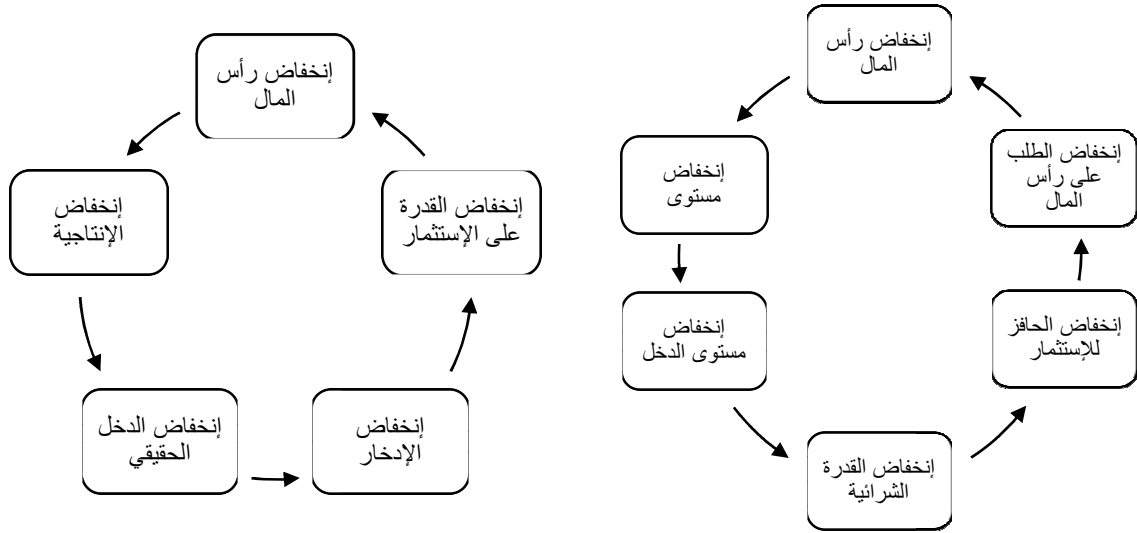 إنخفاض رأس
المال
إنخفاض رأس
المال
إنخفاض الطلب
على رأس
المال
إنخفاض
مستوى
إنخفاض القدرة
على الإستثمار
إنخفاض
الإنتاجية
إنخفاض الحافز
للإستثمار
إنخفاض
مستوى الدخل
إنخفاض
الإدخار
إنخفاض الدخل
الحقيقي
إنخفاض القدرة
الشرائية